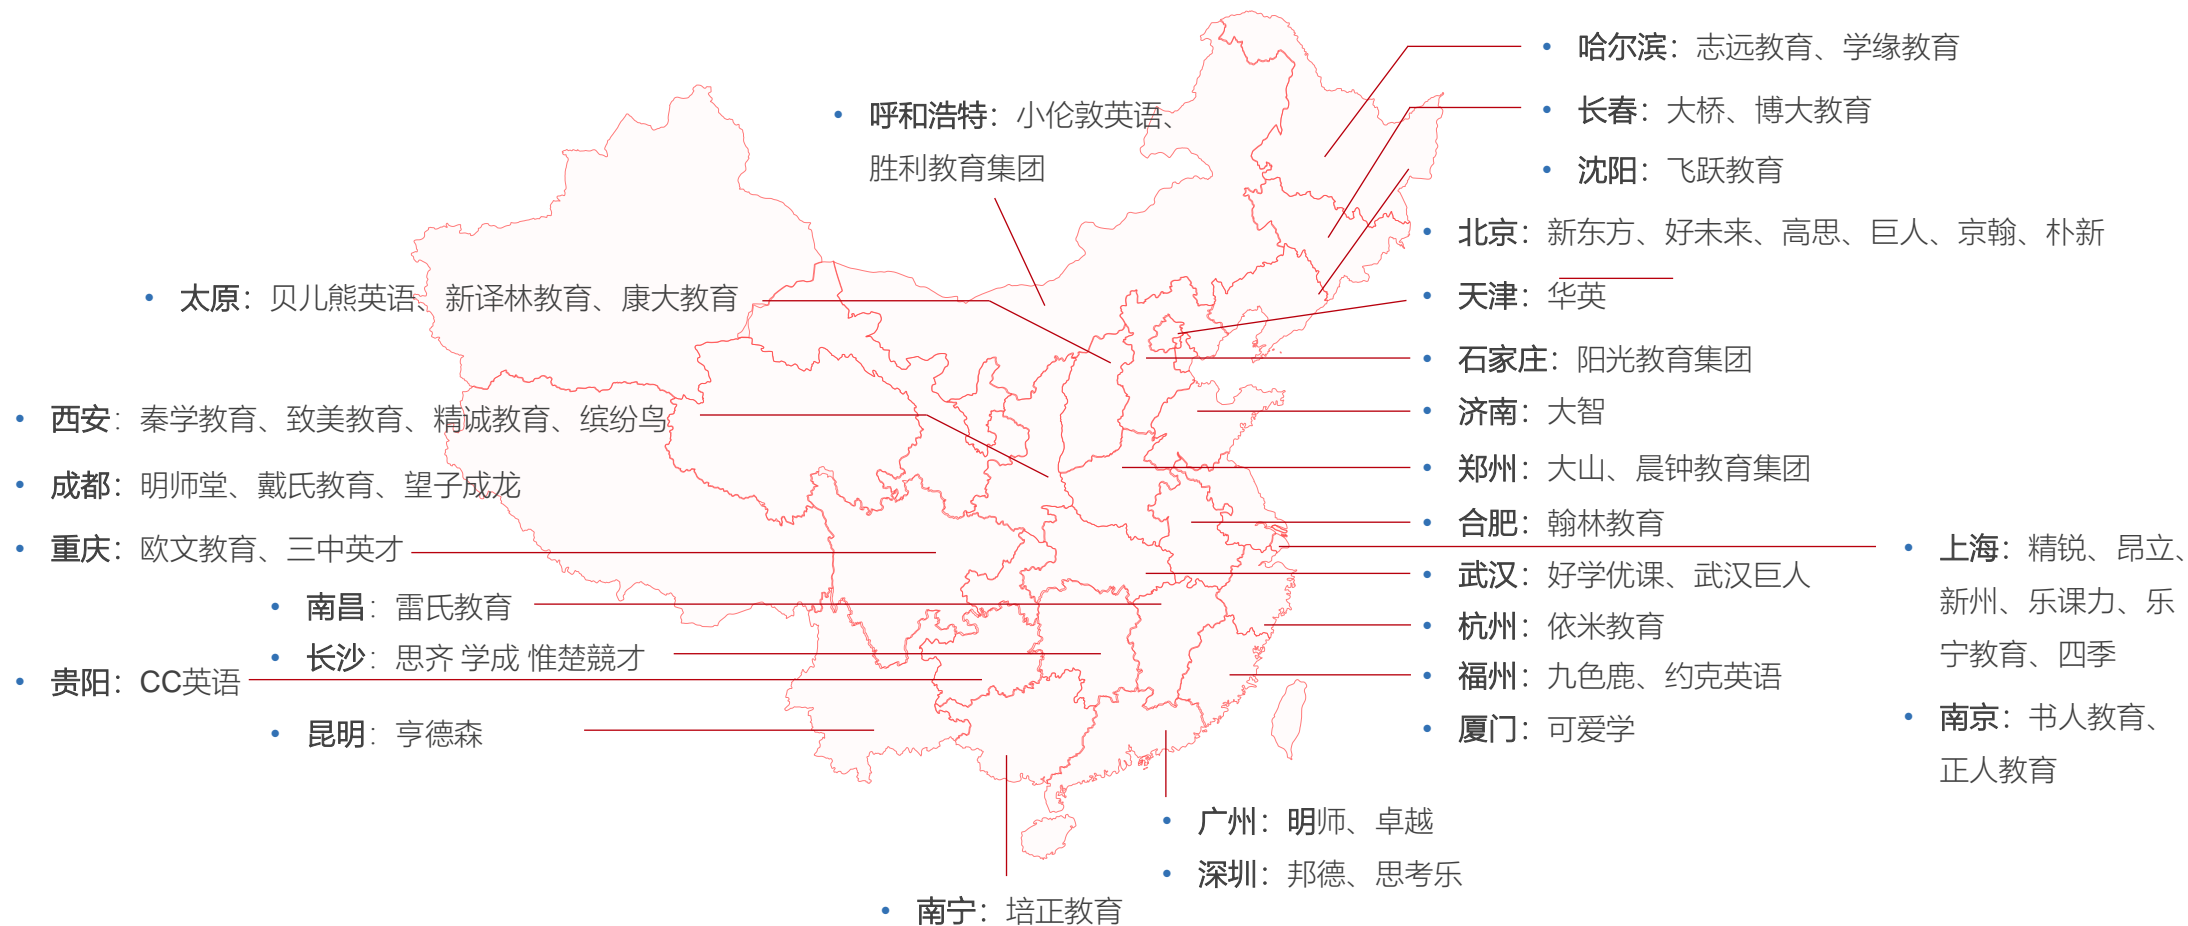 哈尔滨：志远教育、学缘教育
呼和浩特：小伦敦英语、
胜利教育集团
长春：大桥、博大教育
沈阳：飞跃教育
北京：新东方、好未来、高思、巨人、京翰、朴新
太原：贝儿熊英语、新译林教育、康大教育
天津：华英
石家庄：阳光教育集团
西安：秦学教育、致美教育、精诚教育、缤纷鸟
济南：大智
郑州：大山、晨钟教育集团
成都：明师堂、戴氏教育、望子成龙
合肥：翰林教育
重庆：欧文教育、三中英才
上海：精锐、昂立、
新州、乐课力、乐
宁教育、四季
武汉：好学优课、武汉巨人
南昌：雷氏教育
杭州：依米教育
长沙：思齐 学成 惟楚競才
贵阳：CC英语
福州：九色鹿、约克英语
昆明：亨德森
厦门：可爱学
南京：书人教育、
正人教育
广州：明师、卓越
深圳：邦德、思考乐
南宁：培正教育